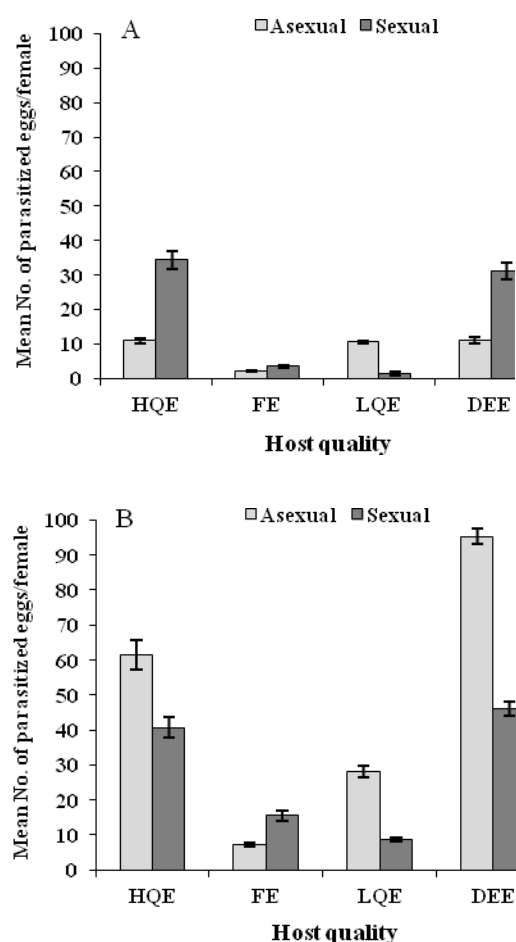 A
Asexual Sexual
Mean No. of parasitized eggs/female
100
90
80
70
60
50
40
30
20
10
0
HQE FE LQE DEE
Host quality
B
Asexual Sexual
Mean No. of parasitized eggs/female
100
90
80
70
60
50
40
30
20
10
0
HQE FE LQE DEE
Host quality